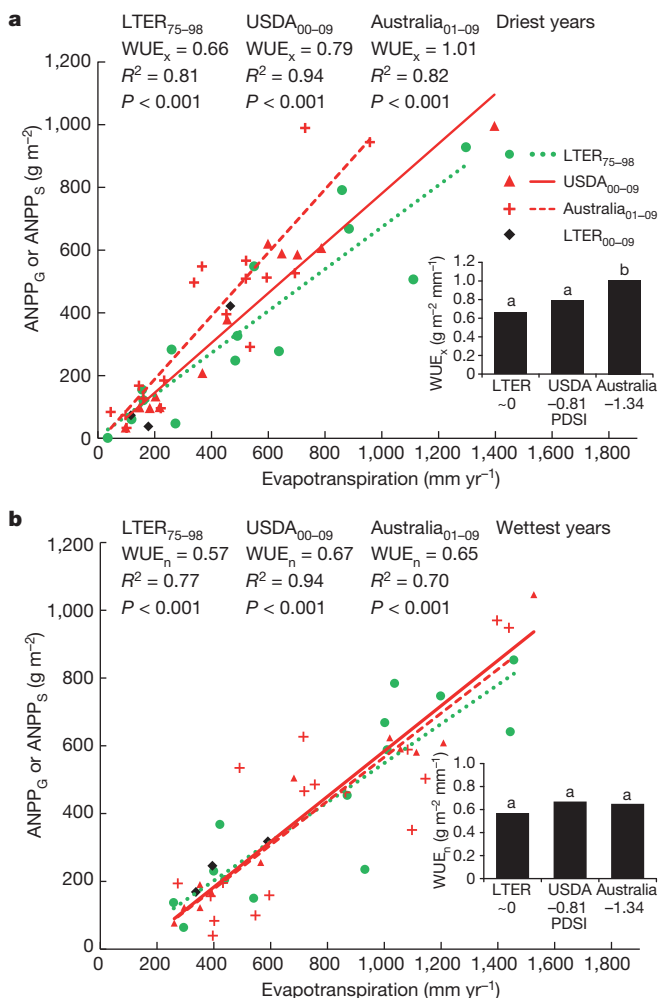 a
LTER75–98 USDA00–09 Australia01–09 Driest years
WUEx = 0.66 WUEx = 0.79 WUEx = 1.01
R2 = 0.81 R2 = 0.94 R2 = 0.82
P < 0.001 P < 0.001 P < 0.001
1,200
1,000
800
600
400
200
0
ANPPG or ANPPS (g m–2)
LTER75–98
USDA00–09
Australia01–09
LTER00–09
WUEx (g m–2 mm–1)
1.2
1.0
0.8
0.6
0.4
0.2
0
a a b
LTER USDA Australia
~0 –0.81 –1.34
PDSI
0 200 400 600 800 1,000 1,200 1,400 1,600 1,800
Evapotranspiration (mm yr–1)
b
LTER75–98 USDA00–09 Australia01–09 Wettest years
WUEn = 0.57 WUEn = 0.67 WUEn = 0.65
R2 = 0.77 R2 = 0.94 R2 = 0.70
P < 0.001 P < 0.001 P < 0.001
1,200
1,000
800
600
400
200
0
ANPPG or ANPPS (g m–2)
WUEn (g m–2 mm–1)
1.2
0.9
0.6
0.3
0
a a a
LTER USDA Australia
~0 –0.81 –1.34
PDSI
0 200 400 600 800 1,000 1,200 1,400 1,600 1,800
Evapotranspiration (mm yr–1)